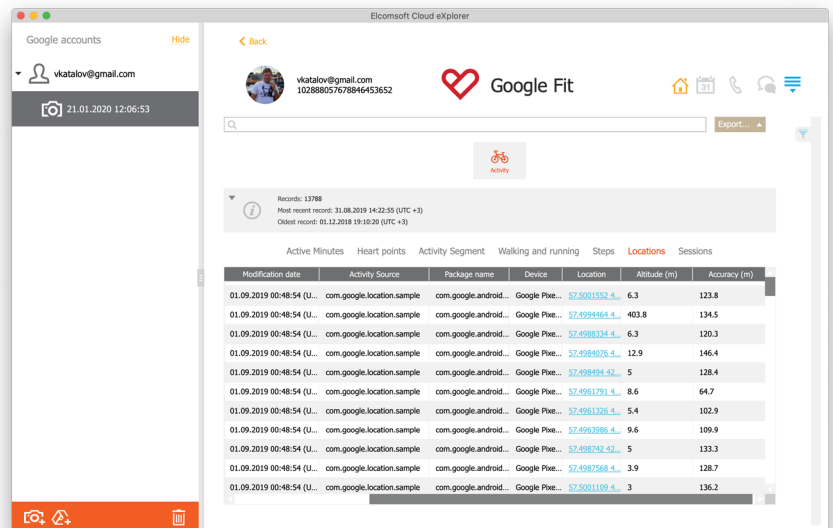 Elcomsoft Cloud eXplorer
Google accounts Hide
vkatalov@gmail.com
21.01.2020 12:06:53
< Back
vkatalov@gmail.com
102880057678846453652
Google Fit
31
Export...
Activity
Records: 13788
Most recent record: 31.08.2019 14:22:55 (UTC +3)
Oldest record: 01.12.2018 19:10:20 (UTC +3)
Active Minutes Heart points Activity Segment Walking and running Steps Locations Sessions
Modification date Activity Source Package name Device Location Altitude (m) Accuracy (m)
01.09.2019 00:48:54 (U... com.google.location.sample com.google.android... Google Pixe... 57.5001552 4... 6.3 123.8
01.09.2019 00:48:54 (U... com.google.location.sample com.google.android... Google Pixe... 57.4994464 4... 403.8 134.5
01.09.2019 00:48:54 (U... com.google.location.sample com.google.android... Google Pixe... 57.4988334 4... 6.3 120.3
01.09.2019 00:48:54 (U... com.google.location.sample com.google.android... Google Pixe... 57.4984076 4... 12.9 146.4
01.09.2019 00:48:54 (U... com.google.location.sample com.google.android... Google Pixe... 57.498494 42... 5 128.4
01.09.2019 00:48:54 (U... com.google.location.sample com.google.android... Google Pixe... 57.4961791 4... 8.6 64.7
01.09.2019 00:48:54 (U... com.google.location.sample com.google.android... Google Pixe... 57.4961326 4... 5.4 102.9
01.09.2019 00:48:54 (U... com.google.location.sample com.google.android... Google Pixe... 57.4963986 4... 9.6 109.9
01.09.2019 00:48:54 (U... com.google.location.sample com.google.android... Google Pixe... 57.498742 42... 5 133.3
01.09.2019 00:48:54 (U... com.google.location.sample com.google.android... Google Pixe... 57.4987568 4... 3.9 128.7
01.09.2019 00:48:54 (U... com.google.location.sample com.google.android... Google Pixe... 57.5001109 4... 3 136.2